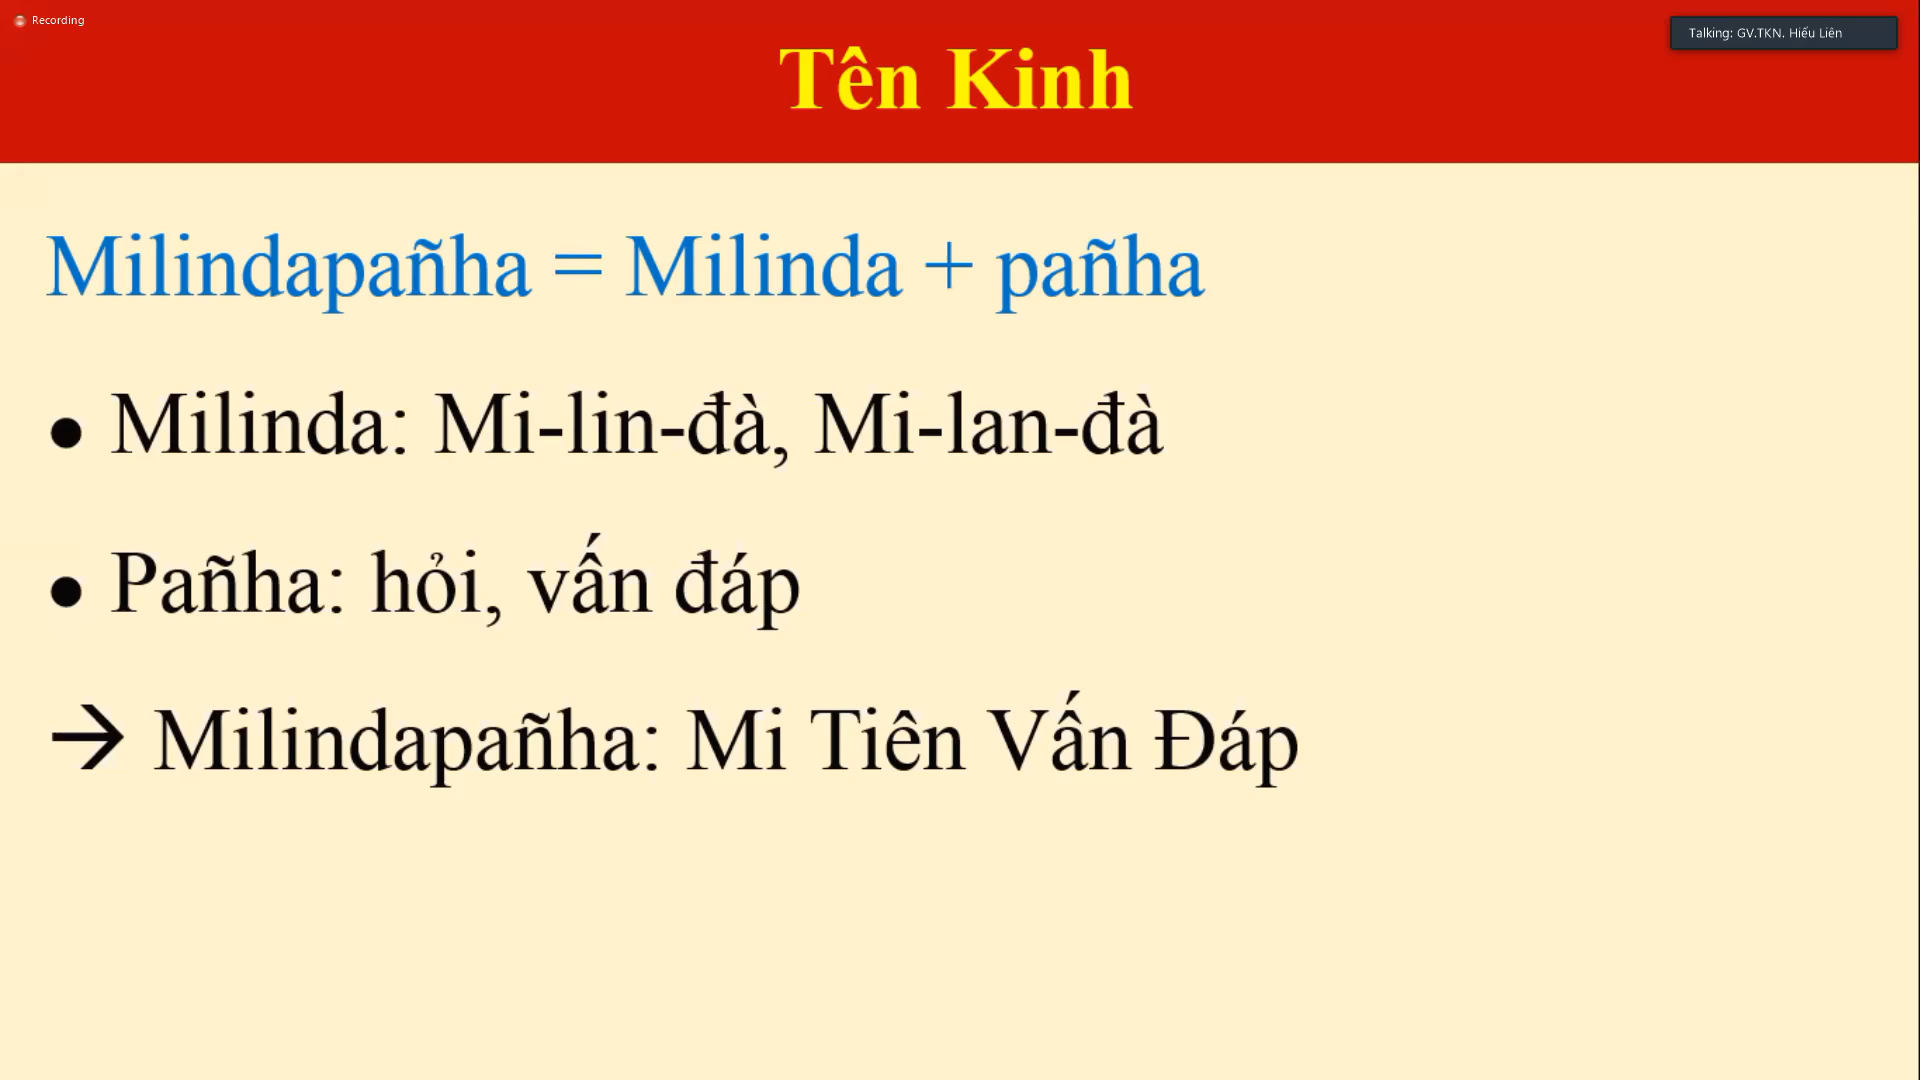 Recording
Talking: GV.TKN. Hiếu Liên
Tên Kinh
Milindapañha = Milinda + pañha
● Milinda: Mi-lin-đà, Mi-lan-đà
● Pañha: hỏi, vấn đáp
→ Milindapañha: Mi Tiên Vấn Đáp